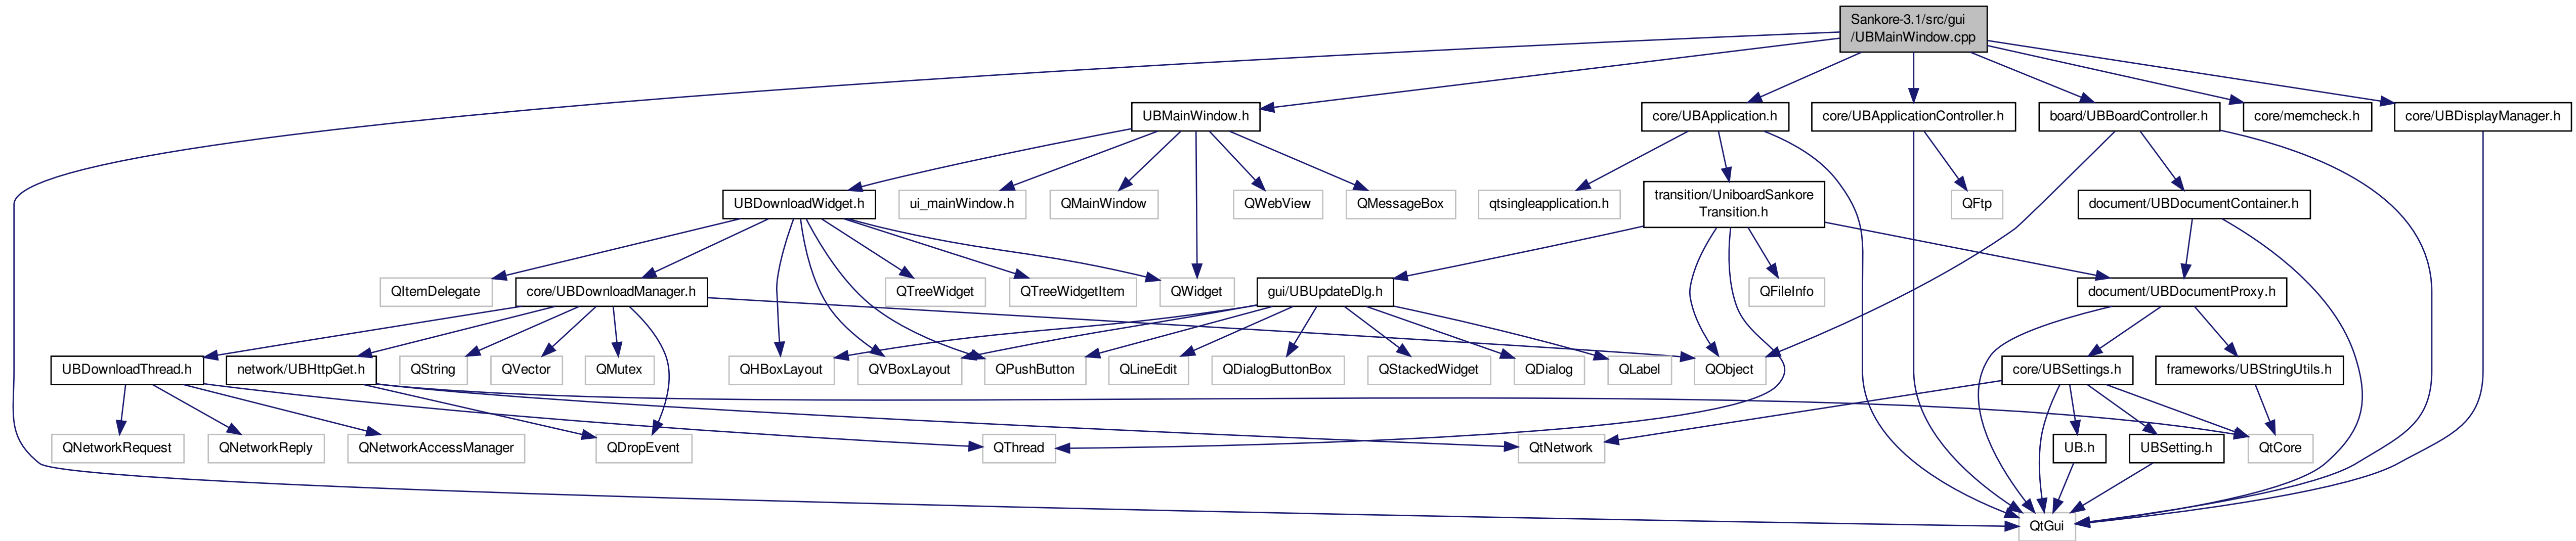 Sankore-3.1/src/gui
/UBMainWindow.cpp
UBMainWindow.h
core/UBApplication.h
core/UBApplicationController.h
board/UBBoardController.h
core/memcheck.h
core/UBDisplayManager.h
UBDownloadWidget.h
ui_mainWindow.h
QMainWindow
QWebView
QMessageBox
qtsingleapplication.h
transition/UniboardSankore
Transition.h
QFtp
document/UBDocumentContainer.h
QItemDelegate
core/UBDownloadManager.h
QTreeWidget
QTreeWidgetItem
QWidget
gui/UBUpdateDlg.h
QFileInfo
document/UBDocumentProxy.h
UBDownloadThread.h
network/UBHttpGet.h
QString
QVector
QMutex
QHBoxLayout
QVBoxLayout
QPushButton
QLineEdit
QDialogButtonBox
QStackedWidget
QDialog
QLabel
QObject
core/UBSettings.h
frameworks/UBStringUtils.h
QNetworkRequest
QNetworkReply
QNetworkAccessManager
QDropEvent
QThread
QtNetwork
UB.h
UBSetting.h
QtCore
QtGui